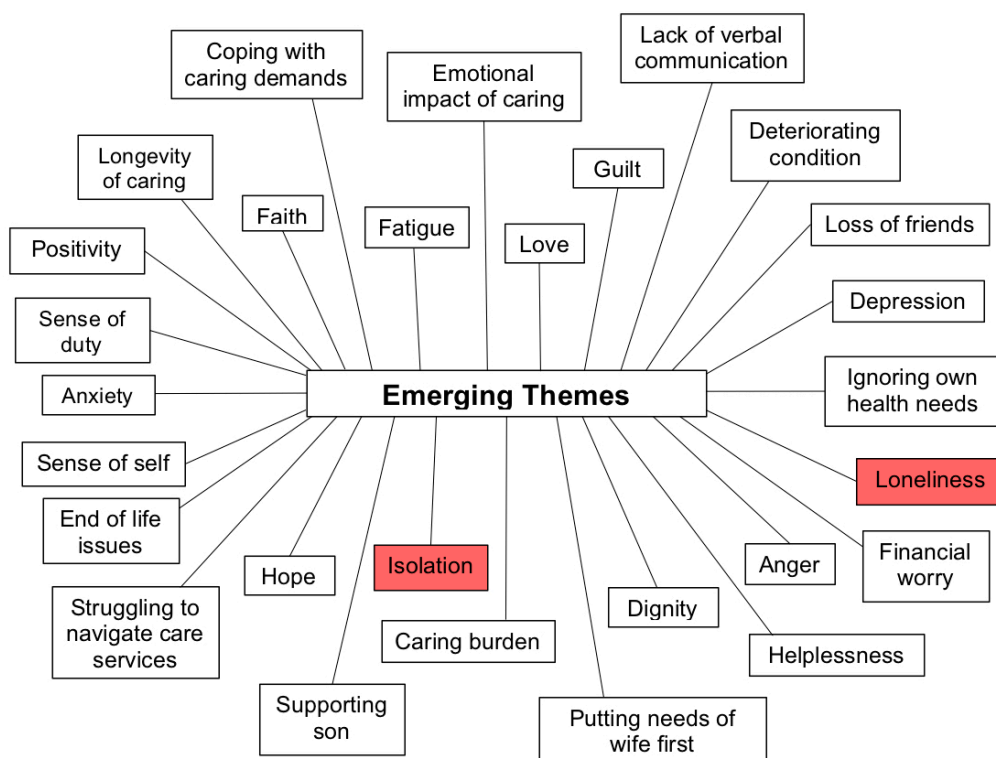 Coping with
caring demands
Emotional
impact of caring
Lack of verbal
communication
Longevity
of caring
Faith
Fatigue
Love
Guilt
Deteriorating
condition
Positivity
Loss of friends
Sense of
duty
Depression
Anxiety
Emerging Themes
Ignoring own
health needs
Sense of self
Loneliness
End of life
issues
Hope
Isolation
Anger
Financial
worry
Struggling to
navigate care
services
Caring burden
Dignity
Helplessness
Supporting
son
Putting needs of
wife first